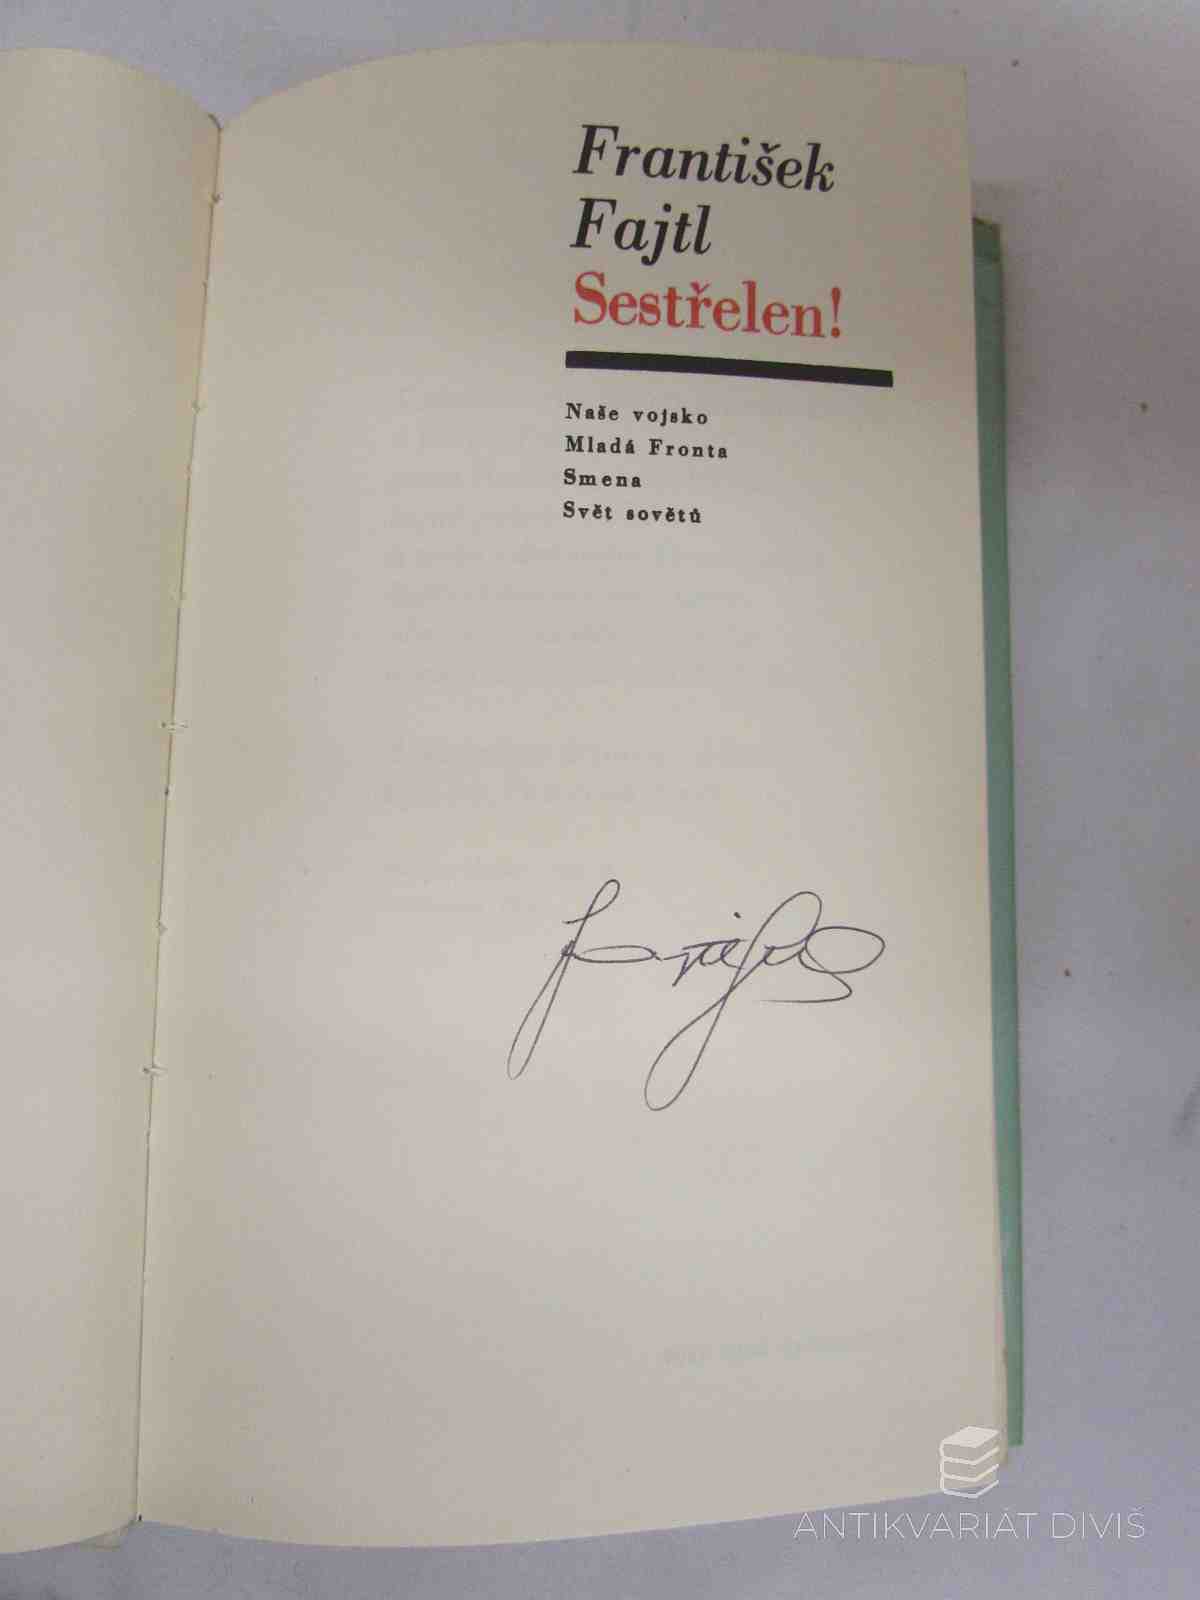 František
Fajtl
Sestřelen!
Naše vojsko
Mladá Fronta
Smena
Svět sovětů
ANTIKVARIÁT DIVIŠ